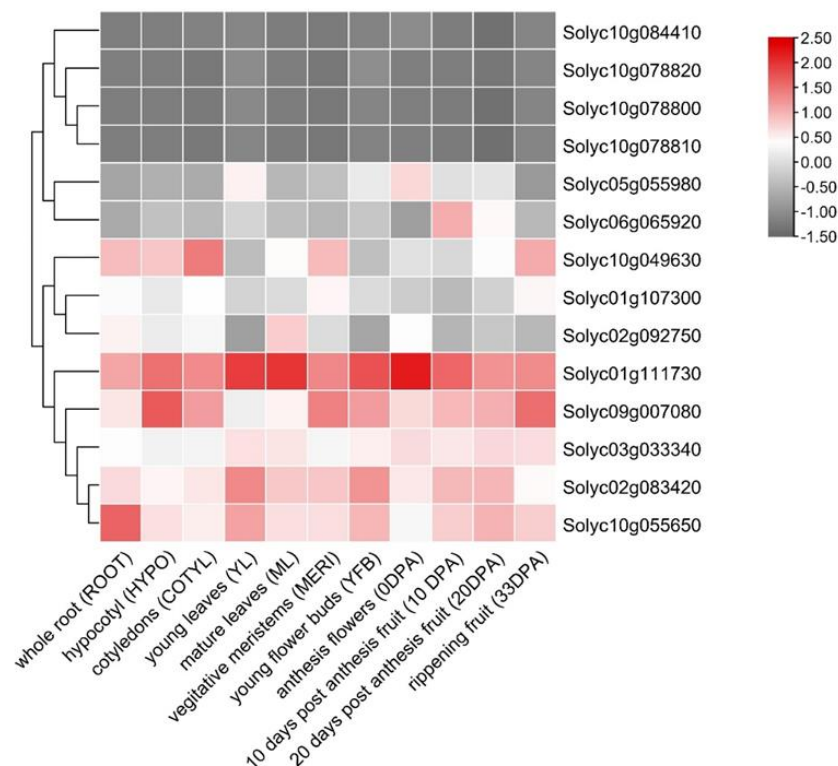 Solyc10g084410
Solyc10g078820
Solyc10g078800
Solyc10g078810
Solyc05g055980
Solyc06g065920
Solyc10g049630
Solyc01g107300
Solyc02g092750
Solyc01g111730
Solyc09g007080
Solyc03g033340
Solyc02g083420
Solyc10g055650
2.50
2.00
1.50
1.00
0.50
0.00
-0.50
-1.00
-1.50
whole root (ROOT)
hypocotyl (HYPO)
cotyledons (COTYL)
young leaves (YL)
mature leaves (ML)
vegitative meristems (MERI)
young flower buds (YFB)
anthesis flowers (0DPA)
10 days post anthesis fruit (10 DPA)
20 days post anthesis fruit (20DPA)
rippening fruit (33DPA)